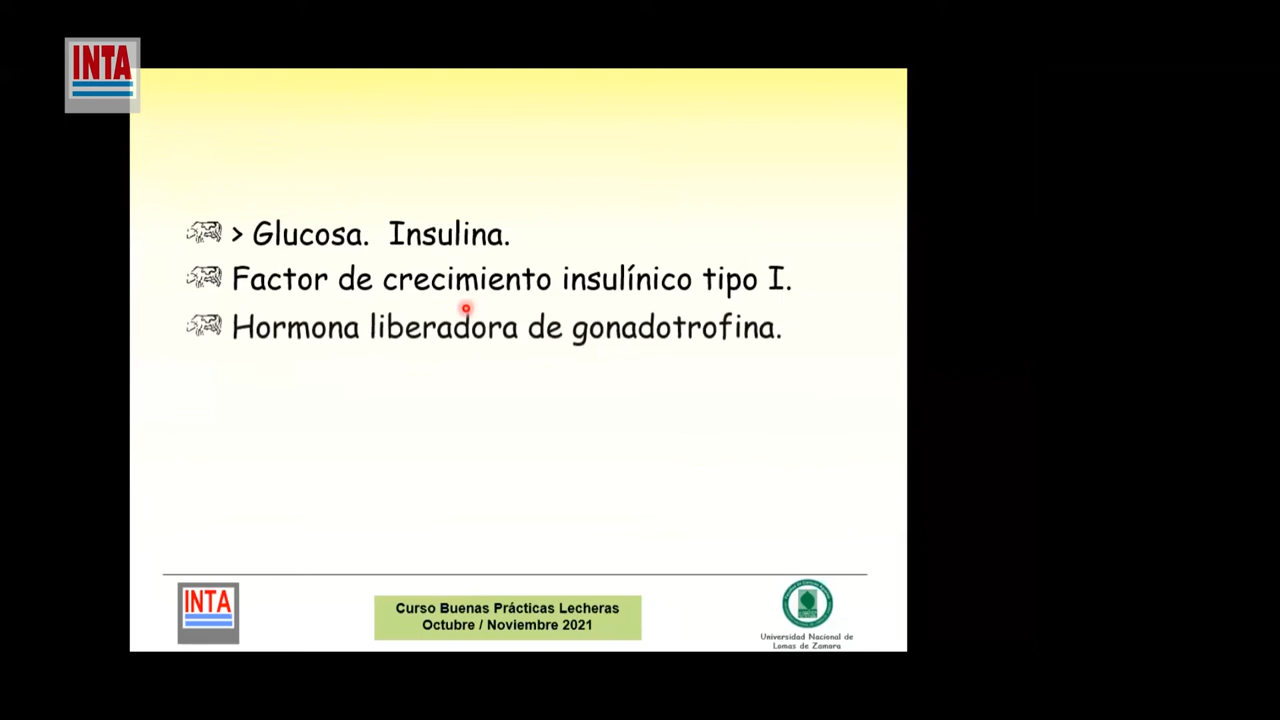 INTA
> Glucosa. Insulina.
Factor de crecimiento insulínico tipo I.
Hormona liberadora de gonadotrofina.
INTA
Curso Buenas Prácticas Lecheras
Octubre / Noviembre 2021
Universidad Nacional de
Lomas de Zamora